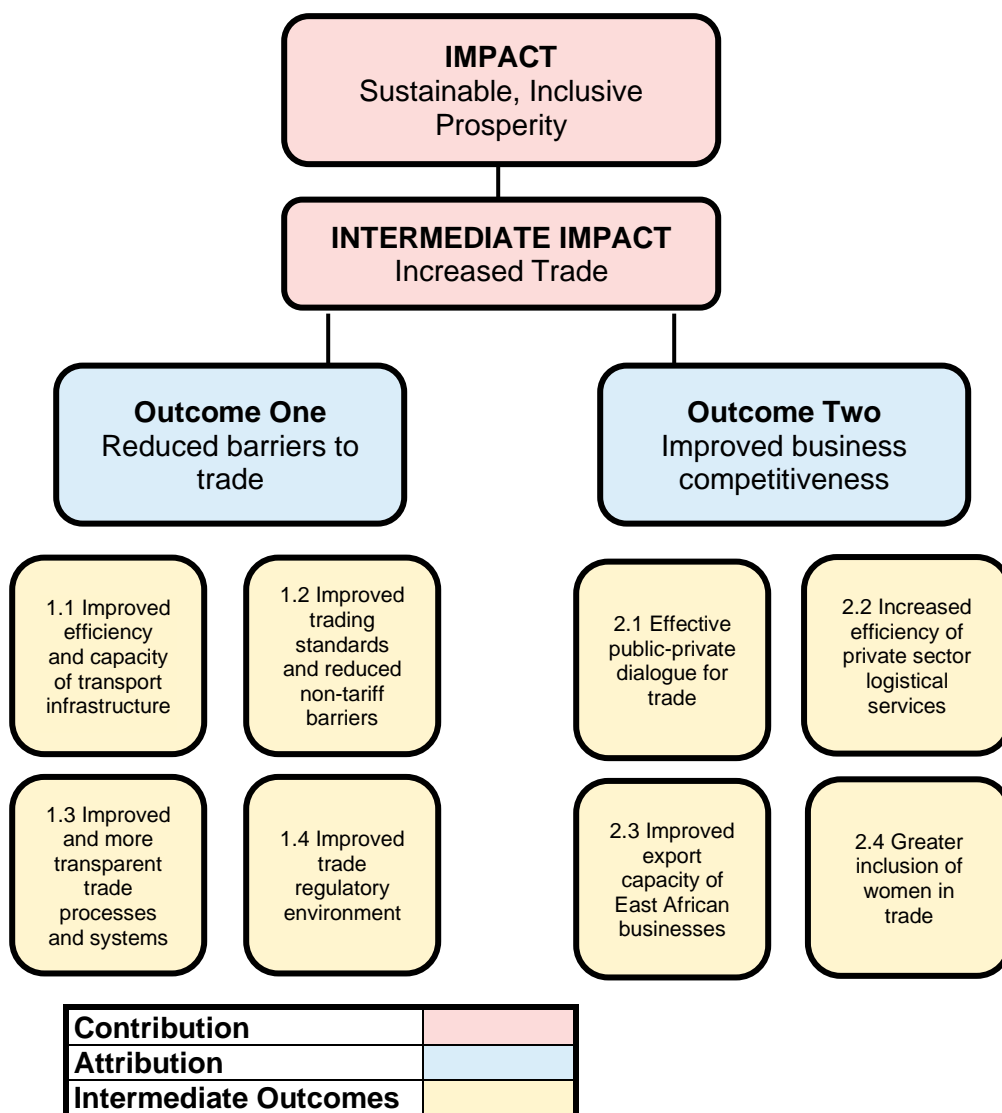 IMPACT
Sustainable, Inclusive
Prosperity
INTERMEDIATE IMPACT
Increased Trade
Outcome One
Reduced barriers to
trade
Outcome Two
Improved business
competitiveness
1.1 Improved
efficiency
and capacity
of transport
infrastructure
1.2 Improved
trading
standards
and reduced
non-tariff
barriers
2.1 Effective
public-private
dialogue for
trade
2.2 Increased
efficiency of
private sector
logistical
services
1.3 Improved
and more
transparent
trade
processes
and systems
1.4 Improved
trade
regulatory
environment
2.3 Improved
export
capacity of
East African
businesses
2.4 Greater
inclusion of
women in
trade
Contribution
Attribution
Intermediate Outcomes